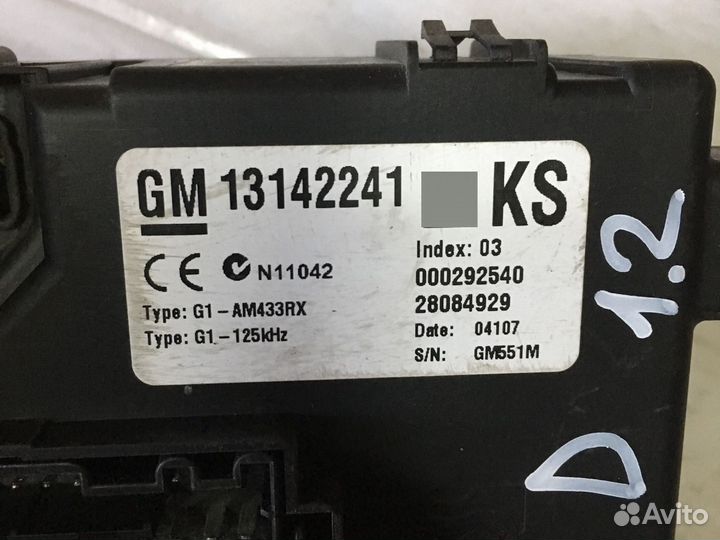 GM 13142241 KS
Index: 03
N11042
000292540
Type: G1-AM433RX
28084929
Type: G1-125kHz
Date: 04107
S/N: GM551M
D 1.2
Avito